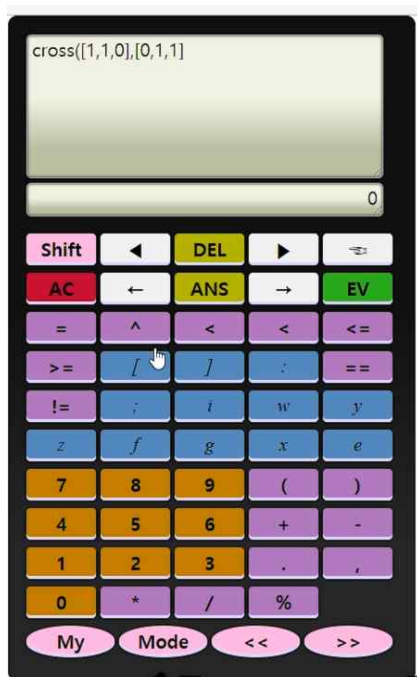 cross([1,1,0],[0,1,1]
0
Shift ◀ DEL ▶ ☜
AC ← ANS → EV
= ^ < < <=
>= [ ] : ==
!= ; i w y
z f g x e
7 8 9 ( )
4 5 6 + -
1 2 3 . ,
0 * / %
My Mode << >>